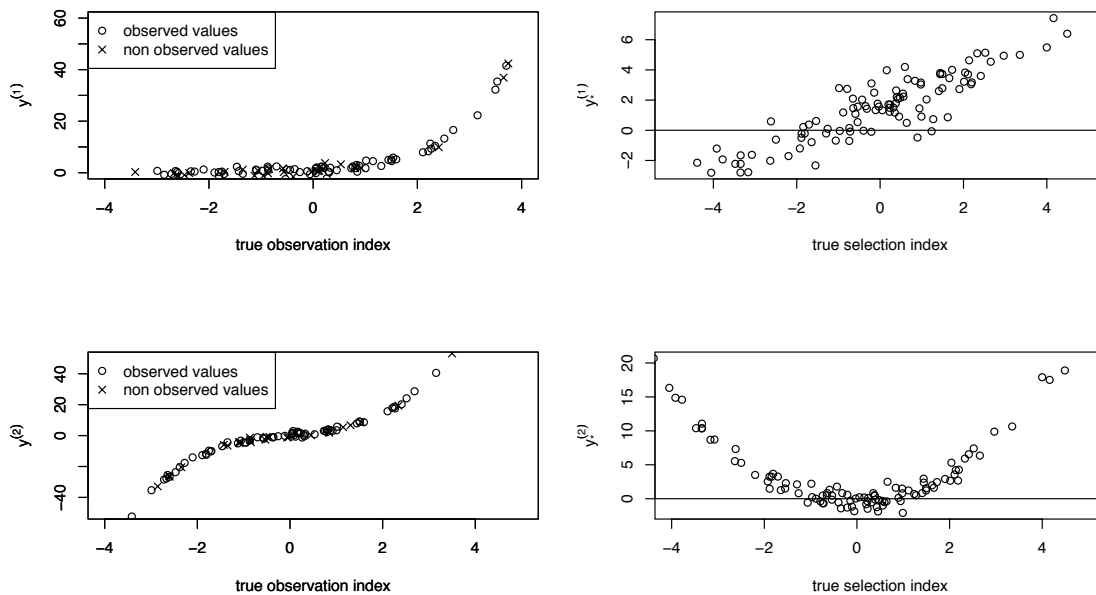 60
40
20
0
y(1)
observed values
non observed values
−4 −2 0 2 4
true observation index
6
4
2
0
−2
y*(1)
−4 −2 0 2 4
true selection index
40
20
0
−40
y(2)
observed values
non observed values
−4 −2 0 2 4
true observation index
20
15
10
5
0
y*(2)
−4 −2 0 2 4
true selection index